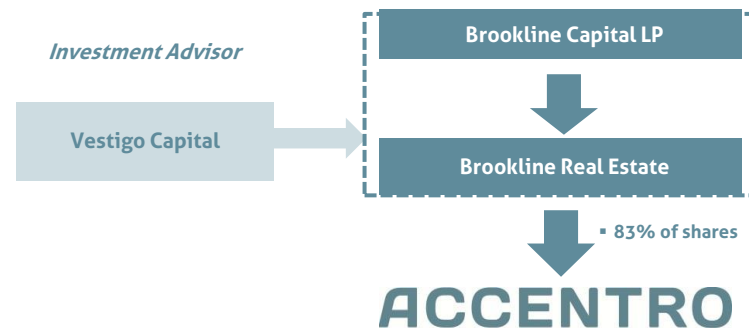 Investment Advisor
Brookline Capital LP
Vestigo Capital
Brookline Real Estate
▪ 83% of shares
ACCENTRO